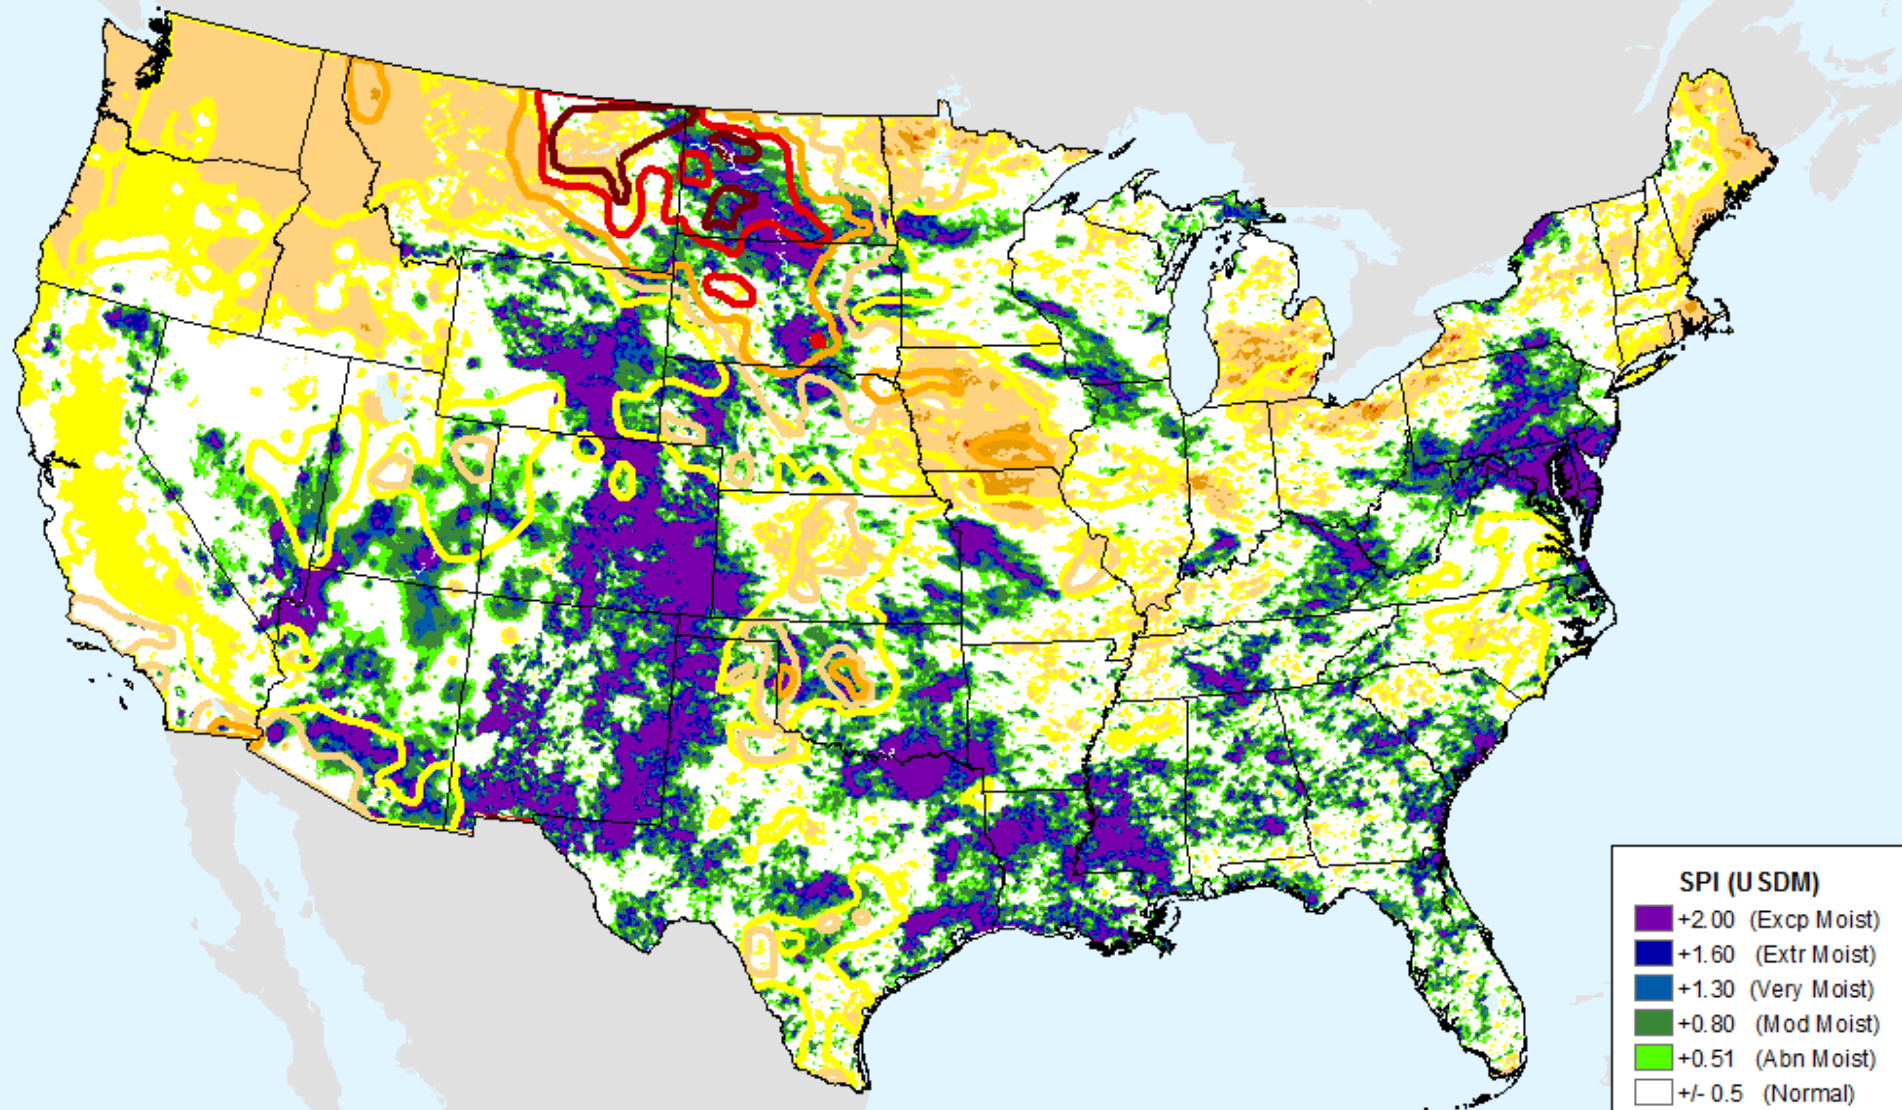 SPI (USDM)
+2.00 (Excp Moist)
+1.60 (Extr Moist)
+1.30 (Very Moist)
+0.80 (Mod Moist)
+0.51 (Abn Moist)
+/- 0.5 (Normal)